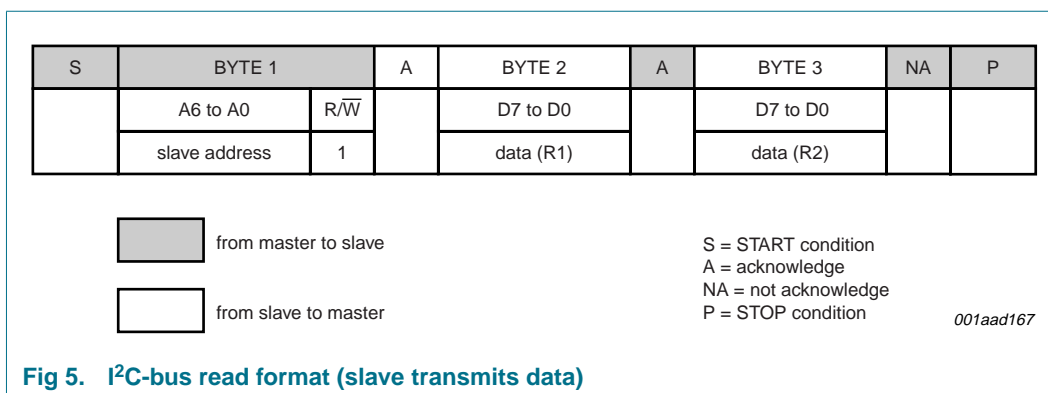 S BYTE 1 A BYTE 2 A BYTE 3 NA P
A6 to A0 R/W̅ D7 to D0 D7 to D0
slave address 1 data (R1) data (R2)
from master to slave
from slave to master
S = START condition
A = acknowledge
NA = not acknowledge
P = STOP condition
001aad167
Fig 5. I²C-bus read format (slave transmits data)